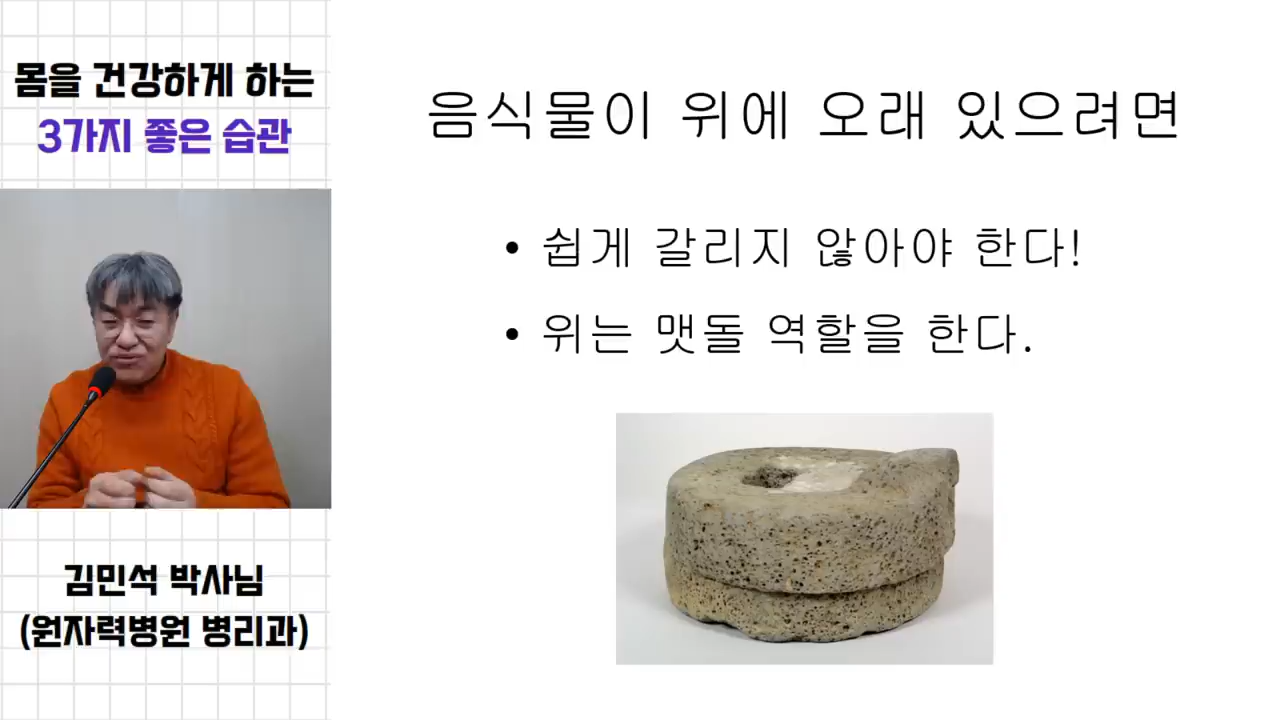 몸을 건강하게 하는
3가지 좋은 습관
김민석 박사님
(원자력병원 병리과)
음식물이 위에 오래 있으려면
• 쉽게 갈리지 않아야 한다!
• 위는 맷돌 역할을 한다.